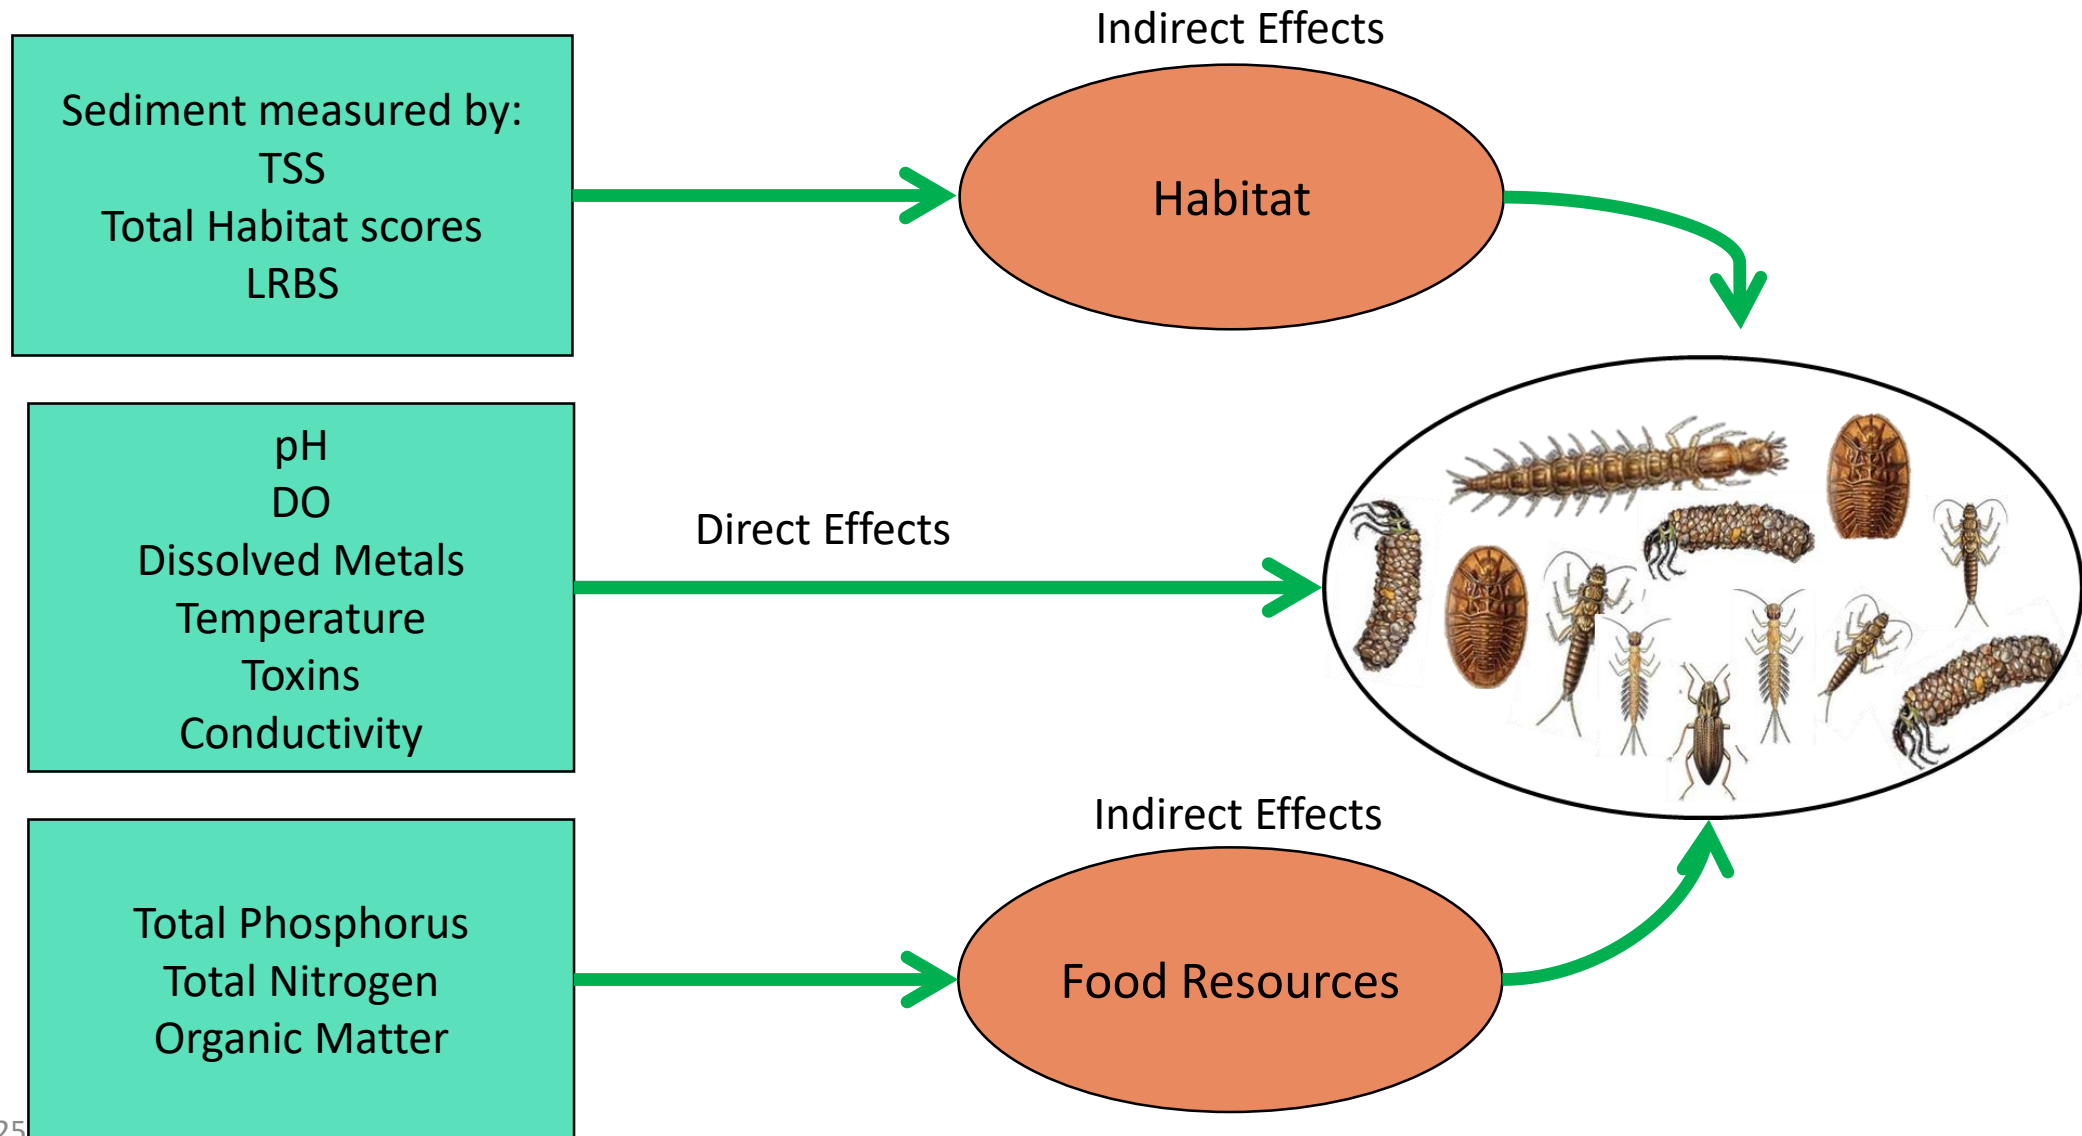 Indirect Effects
Sediment measured by:
TSS
Total Habitat scores
LRBS
Habitat
pH
DO
Dissolved Metals
Temperature
Toxins
Conductivity
Direct Effects
Indirect Effects
Total Phosphorus
Total Nitrogen
Organic Matter
Food Resources
25